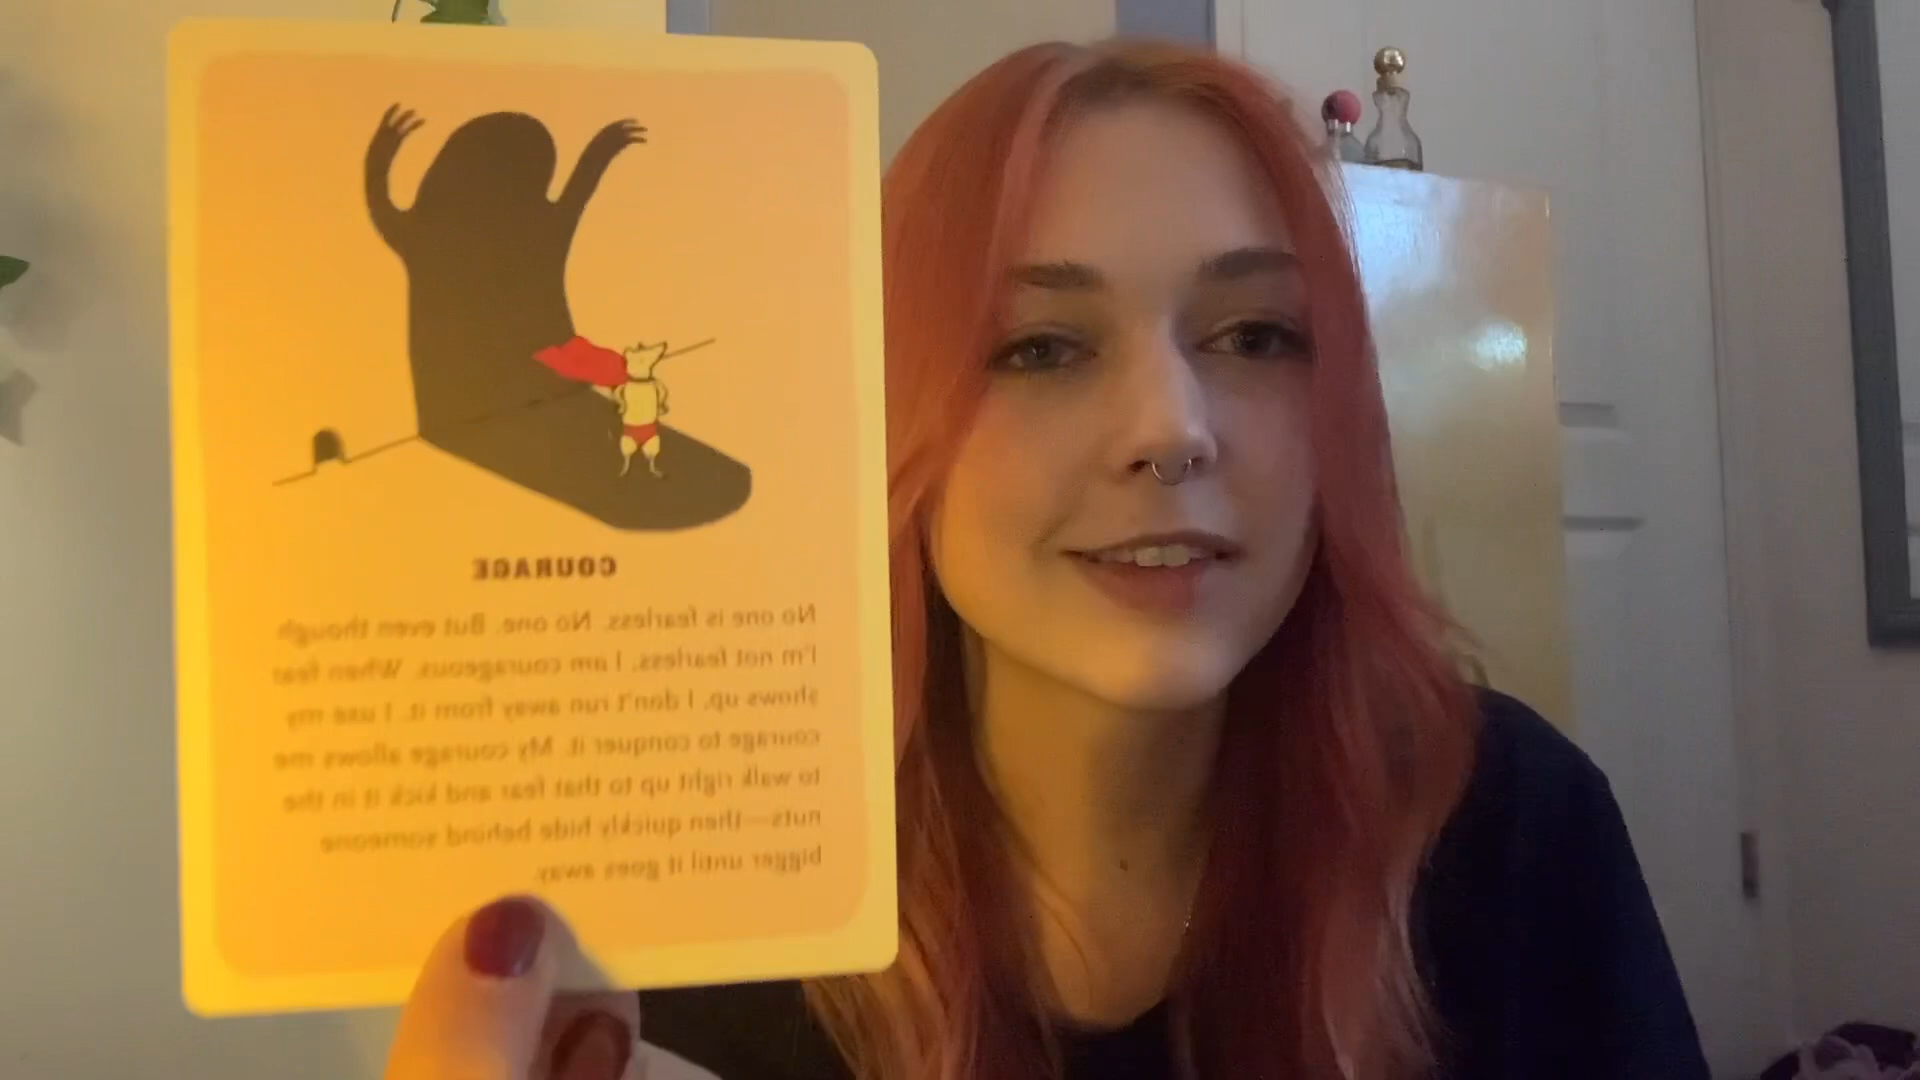 COURAGE
No one is fearless. No one. But even though
I'm not fearless, I am courageous. When fear
shows up, I don't run away from it. I use my
courage to conquer it. My courage allows me
to walk right up to that fear and kick it in the
nuts—then quickly hide behind someone
bigger until it goes away.